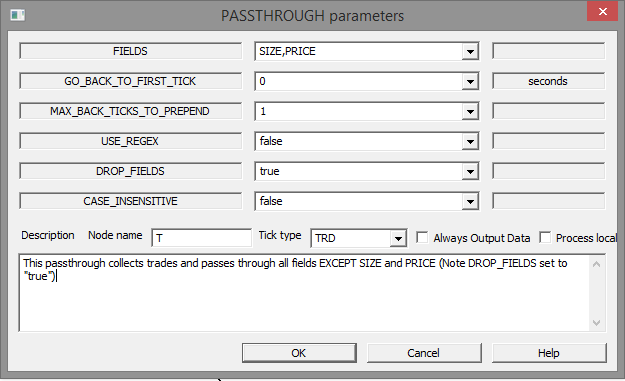 PASSTHROUGH parameters
FIELDS SIZE,PRICE
GO_BACK_TO_FIRST_TICK 0 seconds
MAX_BACK_TICKS_TO_PREPEND 1
USE_REGEX false
DROP_FIELDS true
CASE_INSENSITIVE false
Description Node name T Tick type TRD Always Output Data Process local
This passthrough collects trades and passes through all fields EXCEPT SIZE and PRICE (Note DROP_FIELDS set to
"true")
OK Cancel Help